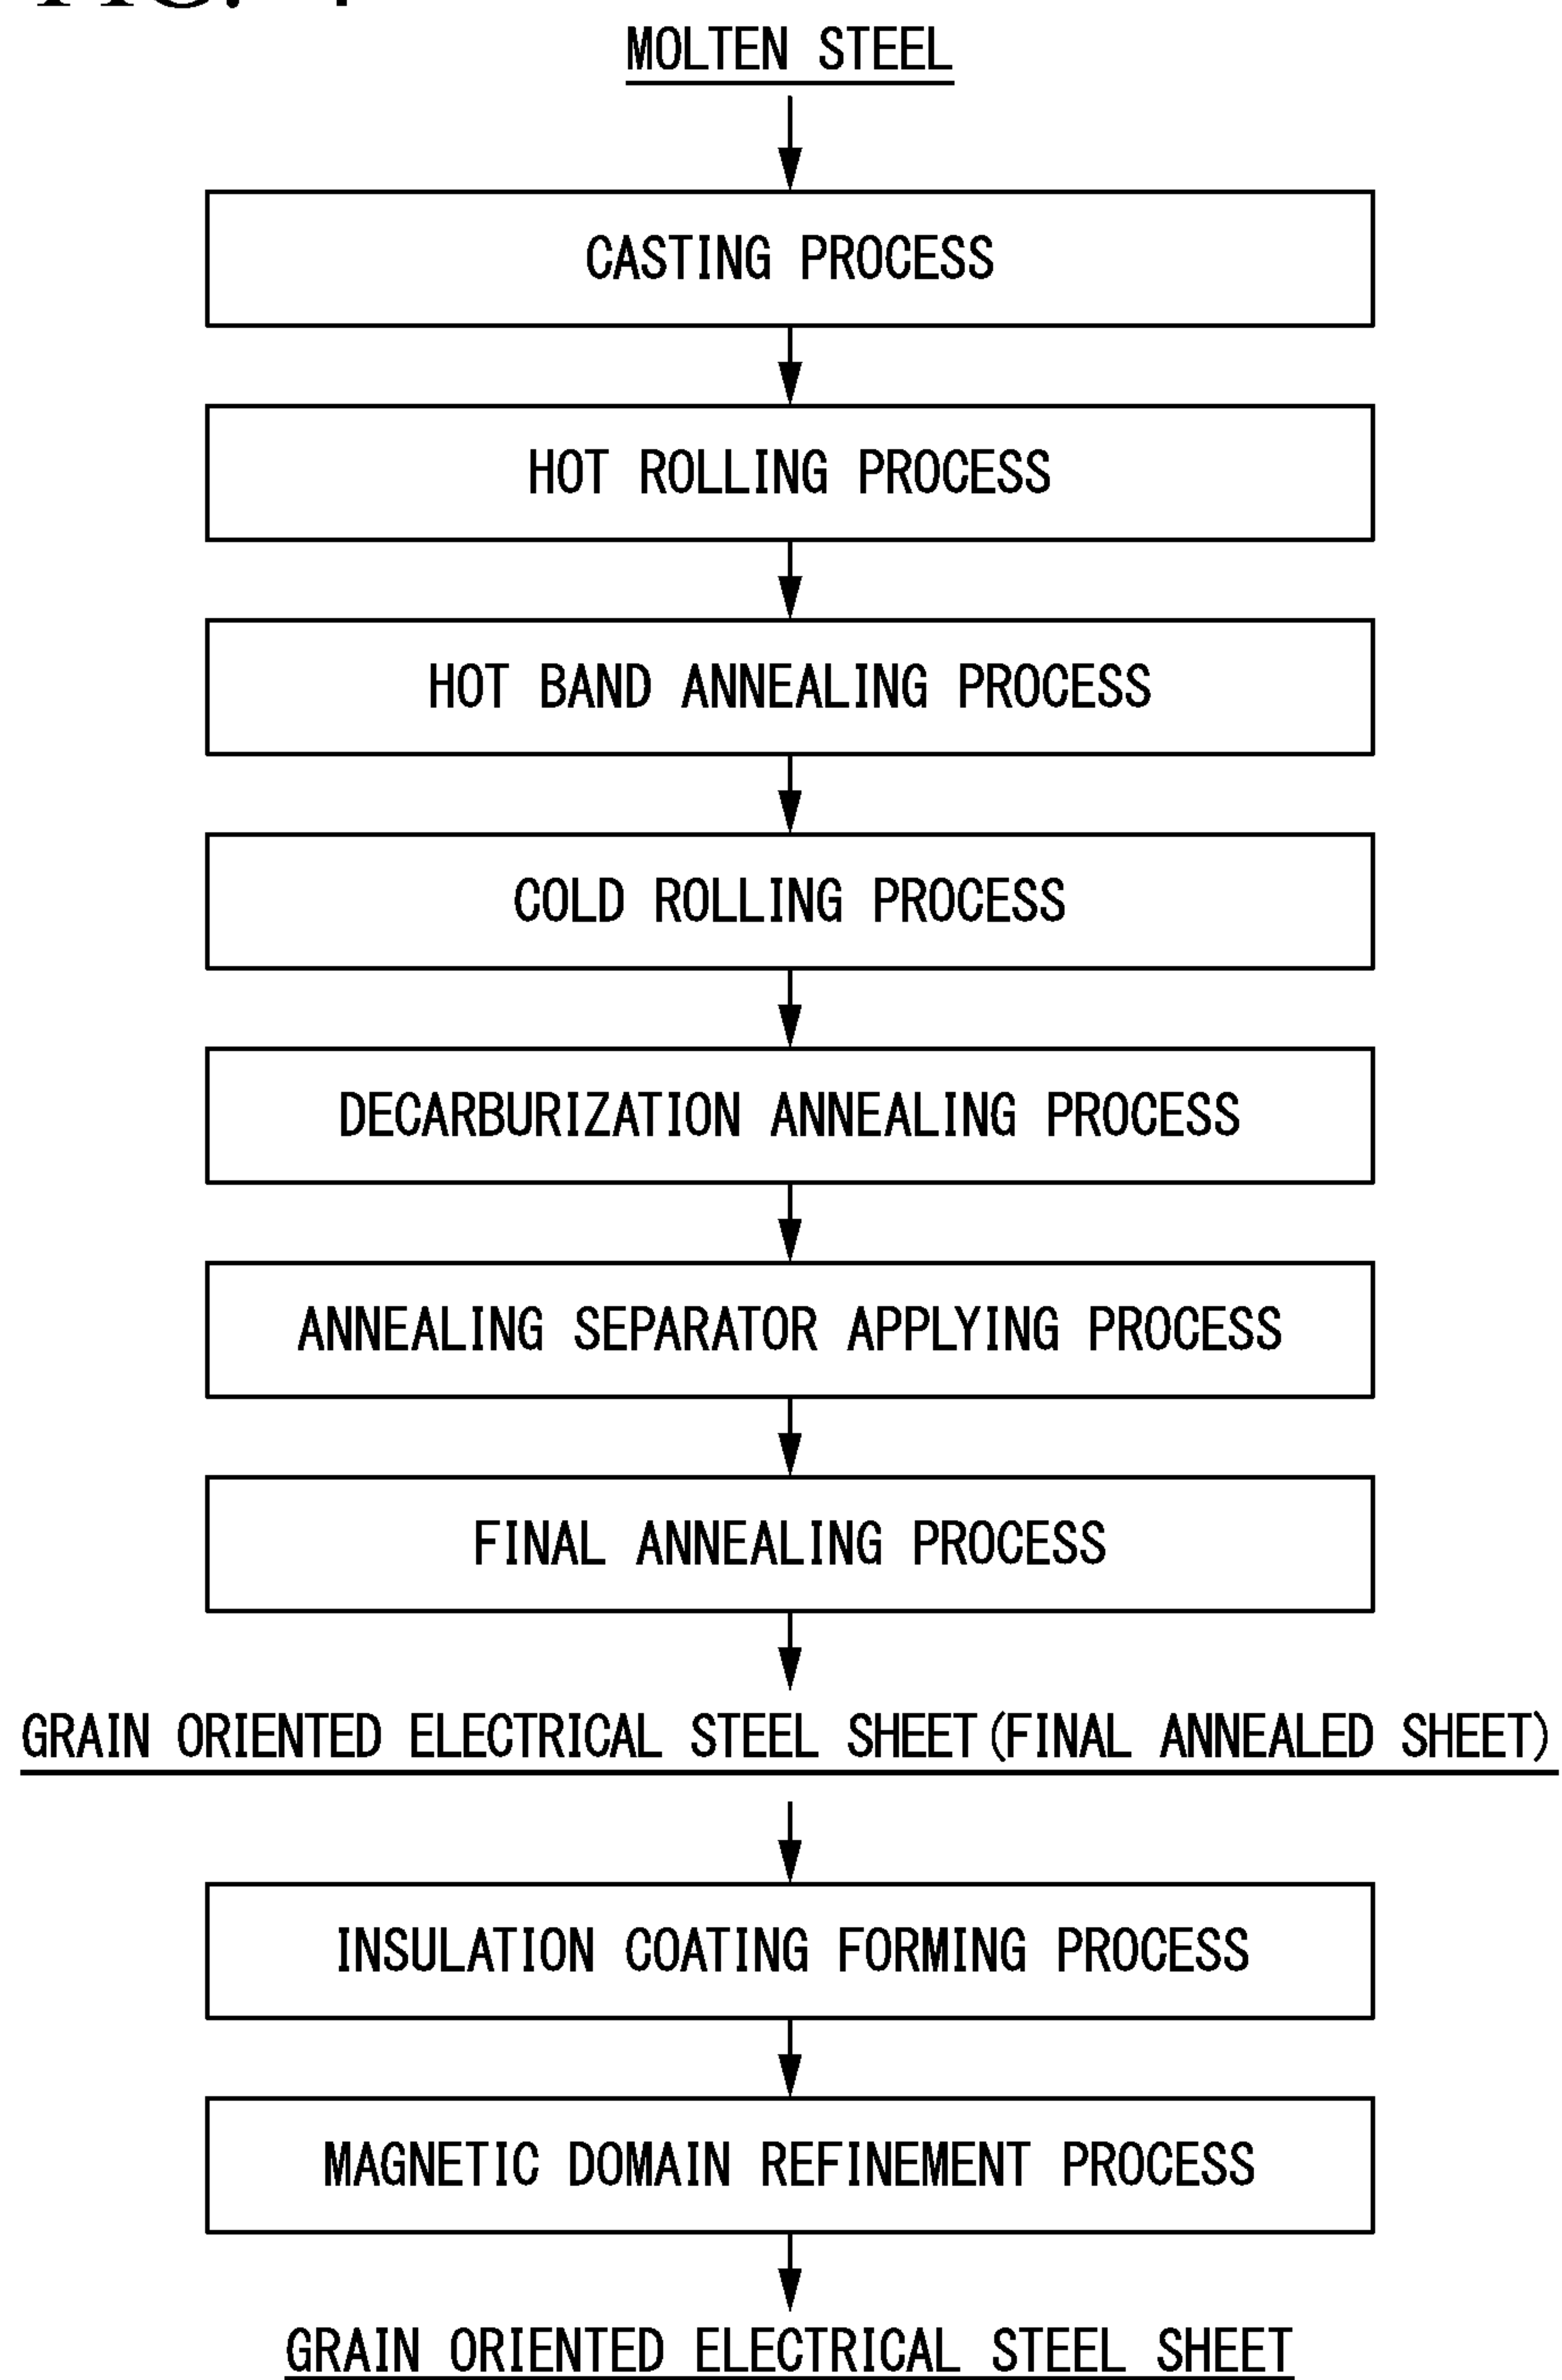 MOLTEN STEEL
CASTING PROCESS
HOT ROLLING PROCESS
HOT BAND ANNEALING PROCESS
COLD ROLLING PROCESS
DECARBURIZATION ANNEALING PROCESS
ANNEALING SEPARATOR APPLYING PROCESS
FINAL ANNEALING PROCESS
GRAIN ORIENTED ELECTRICAL STEEL SHEET(FINAL ANNEALED SHEET)
INSULATION COATING FORMING PROCESS
MAGNETIC DOMAIN REFINEMENT PROCESS
GRAIN ORIENTED ELECTRICAL STEEL SHEET